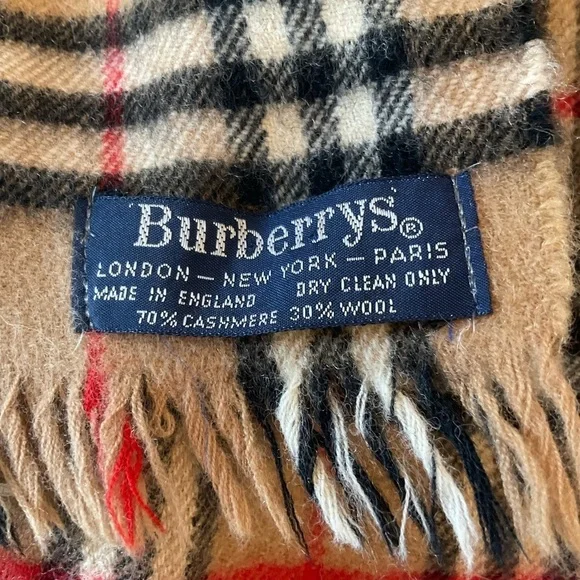 Burberrys®
LONDON — NEW YORK — PARIS
MADE IN ENGLAND DRY CLEAN ONLY
70% CASHMERE 30% WOOL